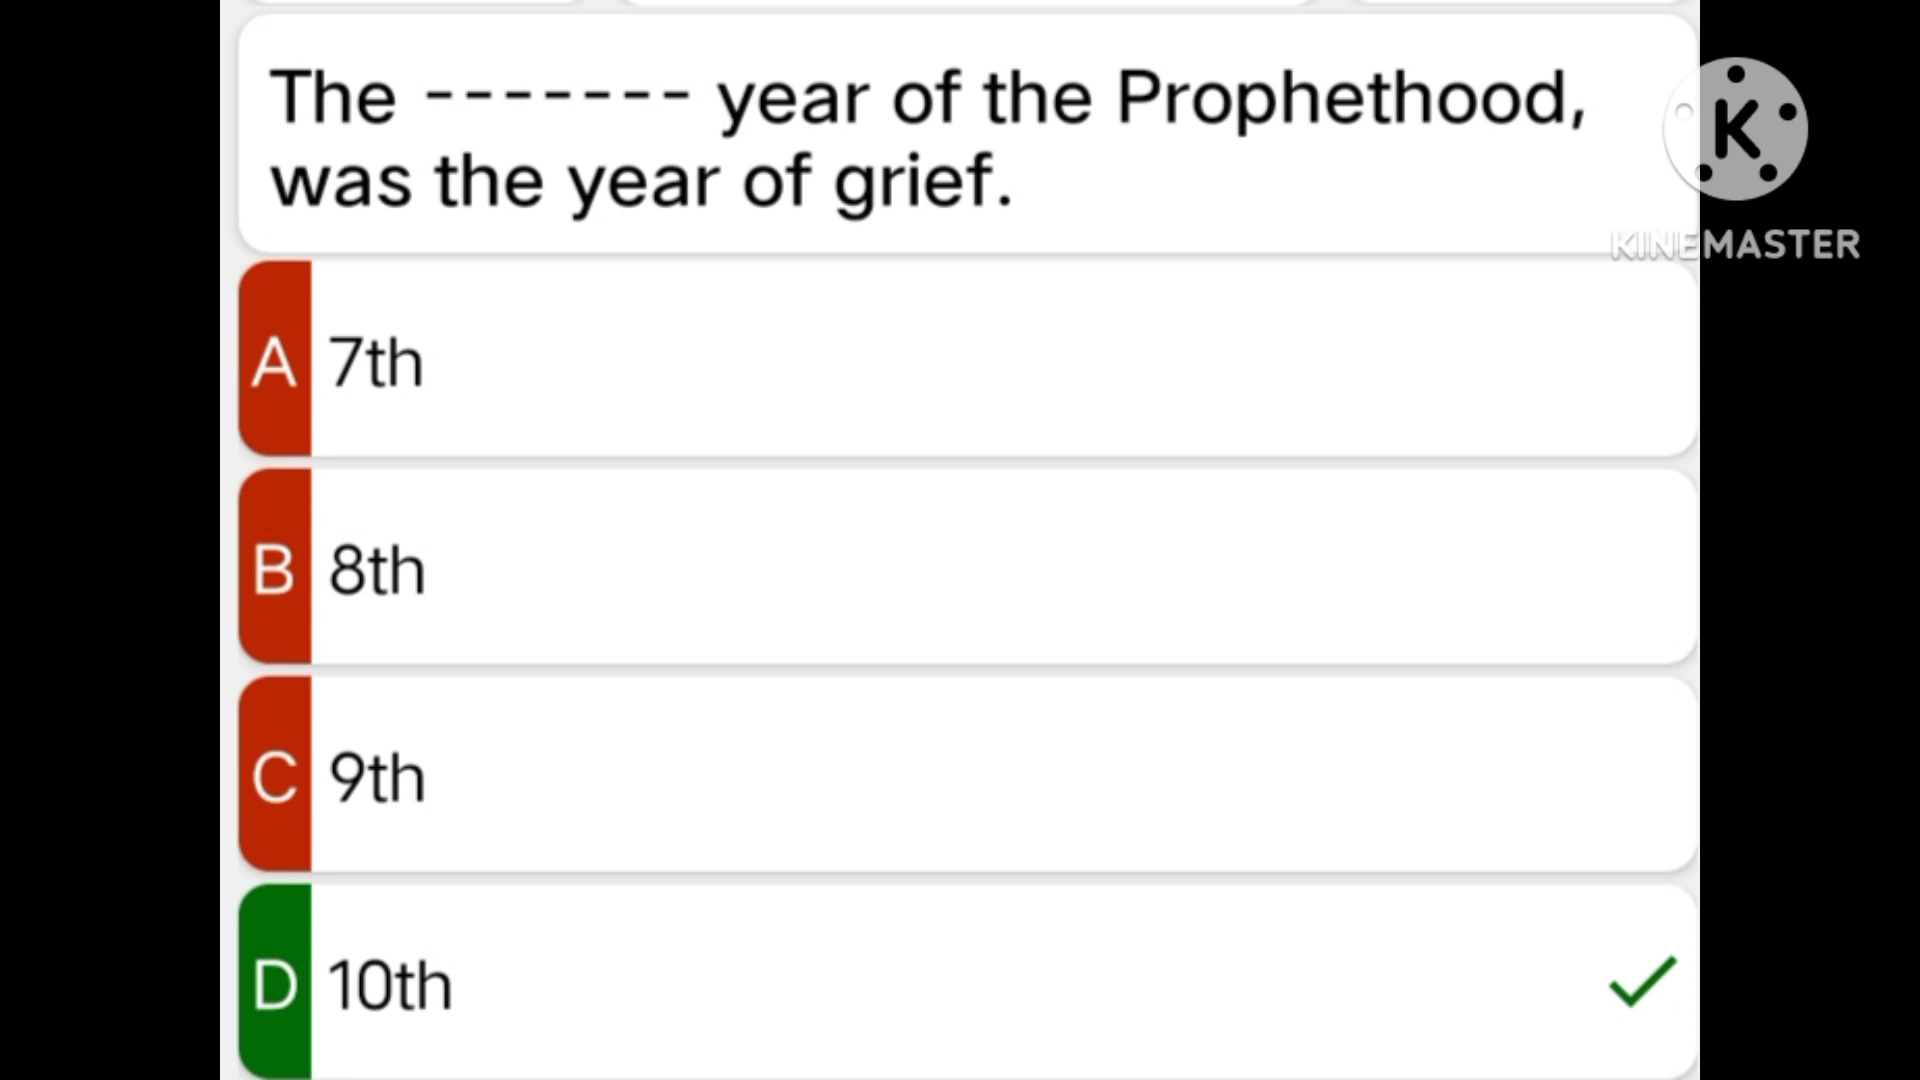 The ------- year of the Prophethood,
was the year of grief.
K
KINEMASTER
A 7th
B 8th
C 9th
D 10th